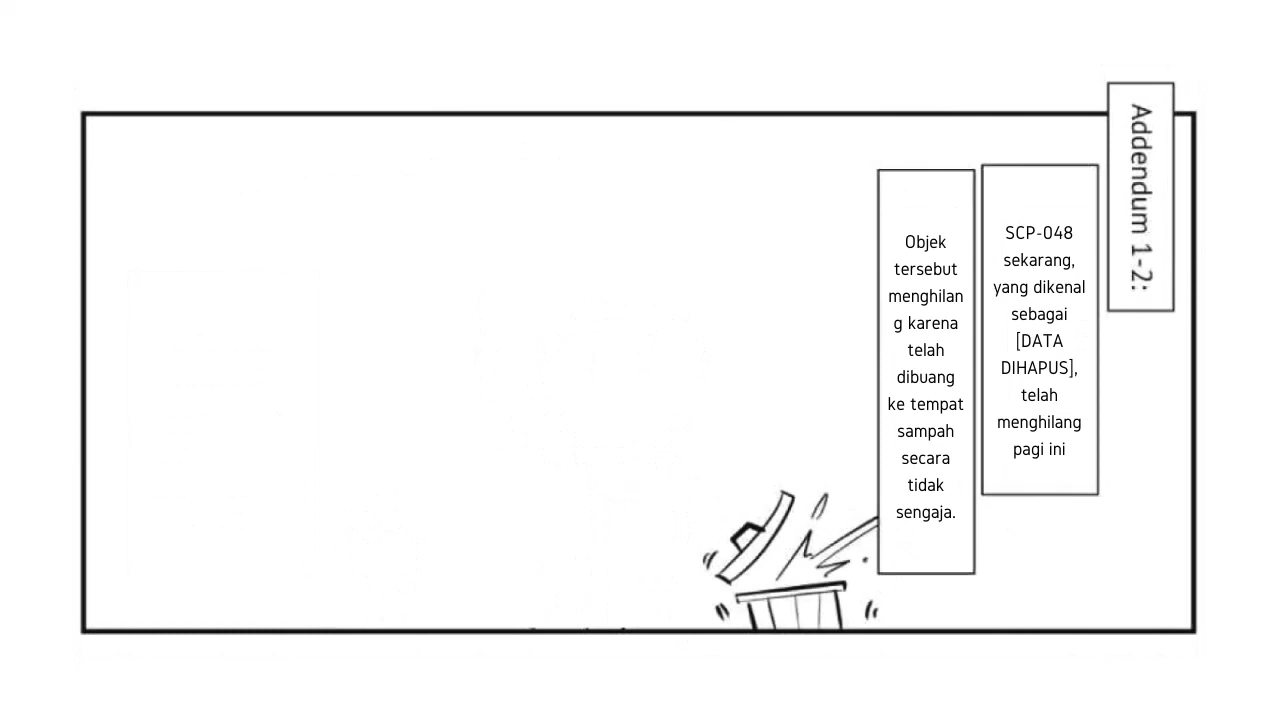 Addendum 1-2:
SCP-048
sekarang,
yang dikenal
sebagai
[DATA
DIHAPUS],
telah
menghilang
pagi ini
Objek
tersebut
menghilan
g karena
telah
dibuang
ke tempat
sampah
secara
tidak
sengaja.